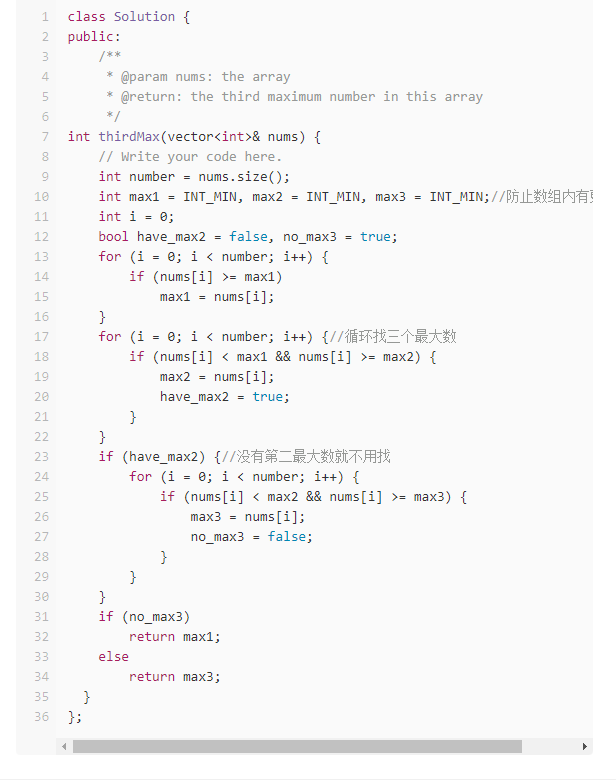 1 class Solution {
2 public:
3     /**
4      * @param nums: the array
5      * @return: the third maximum number in this array
6      */
7 int thirdMax(vector<int>& nums) {
8     // Write your code here.
9     int number = nums.size();
10     int max1 = INT_MIN, max2 = INT_MIN, max3 = INT_MIN;//防止数组内有
11     int i = 0;
12     bool have_max2 = false, no_max3 = true;
13     for (i = 0; i < number; i++) {
14         if (nums[i] >= max1)
15             max1 = nums[i];
16     }
17     for (i = 0; i < number; i++) {//循环找三个最大数
18         if (nums[i] < max1 && nums[i] >= max2) {
19             max2 = nums[i];
20             have_max2 = true;
21         }
22     }
23     if (have_max2) {//没有第二最大数就不用找
24         for (i = 0; i < number; i++) {
25             if (nums[i] < max2 && nums[i] >= max3) {
26                 max3 = nums[i];
27                 no_max3 = false;
28             }
29         }
30     }
31     if (no_max3)
32         return max1;
33     else
34         return max3;
35   }
36 };